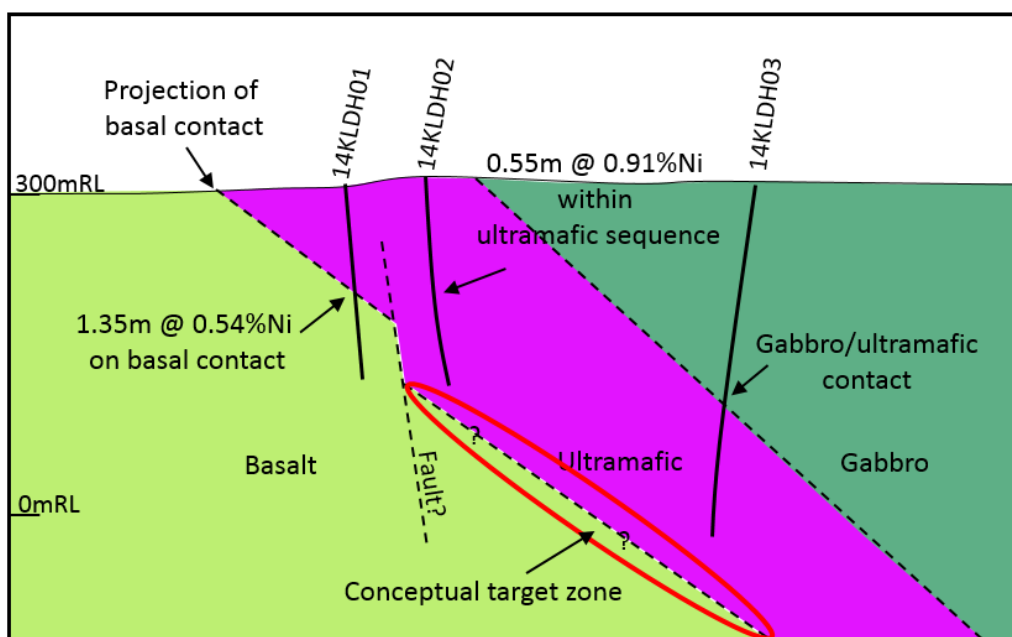 Projection of
basal contact
14KLDH01
14KLDH02
14KLDH03
0.55m @ 0.91%Ni
within
ultramafic sequence
300mRL
1.35m @ 0.54%Ni
on basal contact
Gabbro/ultramafic
contact
Basalt
Fault?
?
Ultramafic
Gabbro
0mRL
?
Conceptual target zone